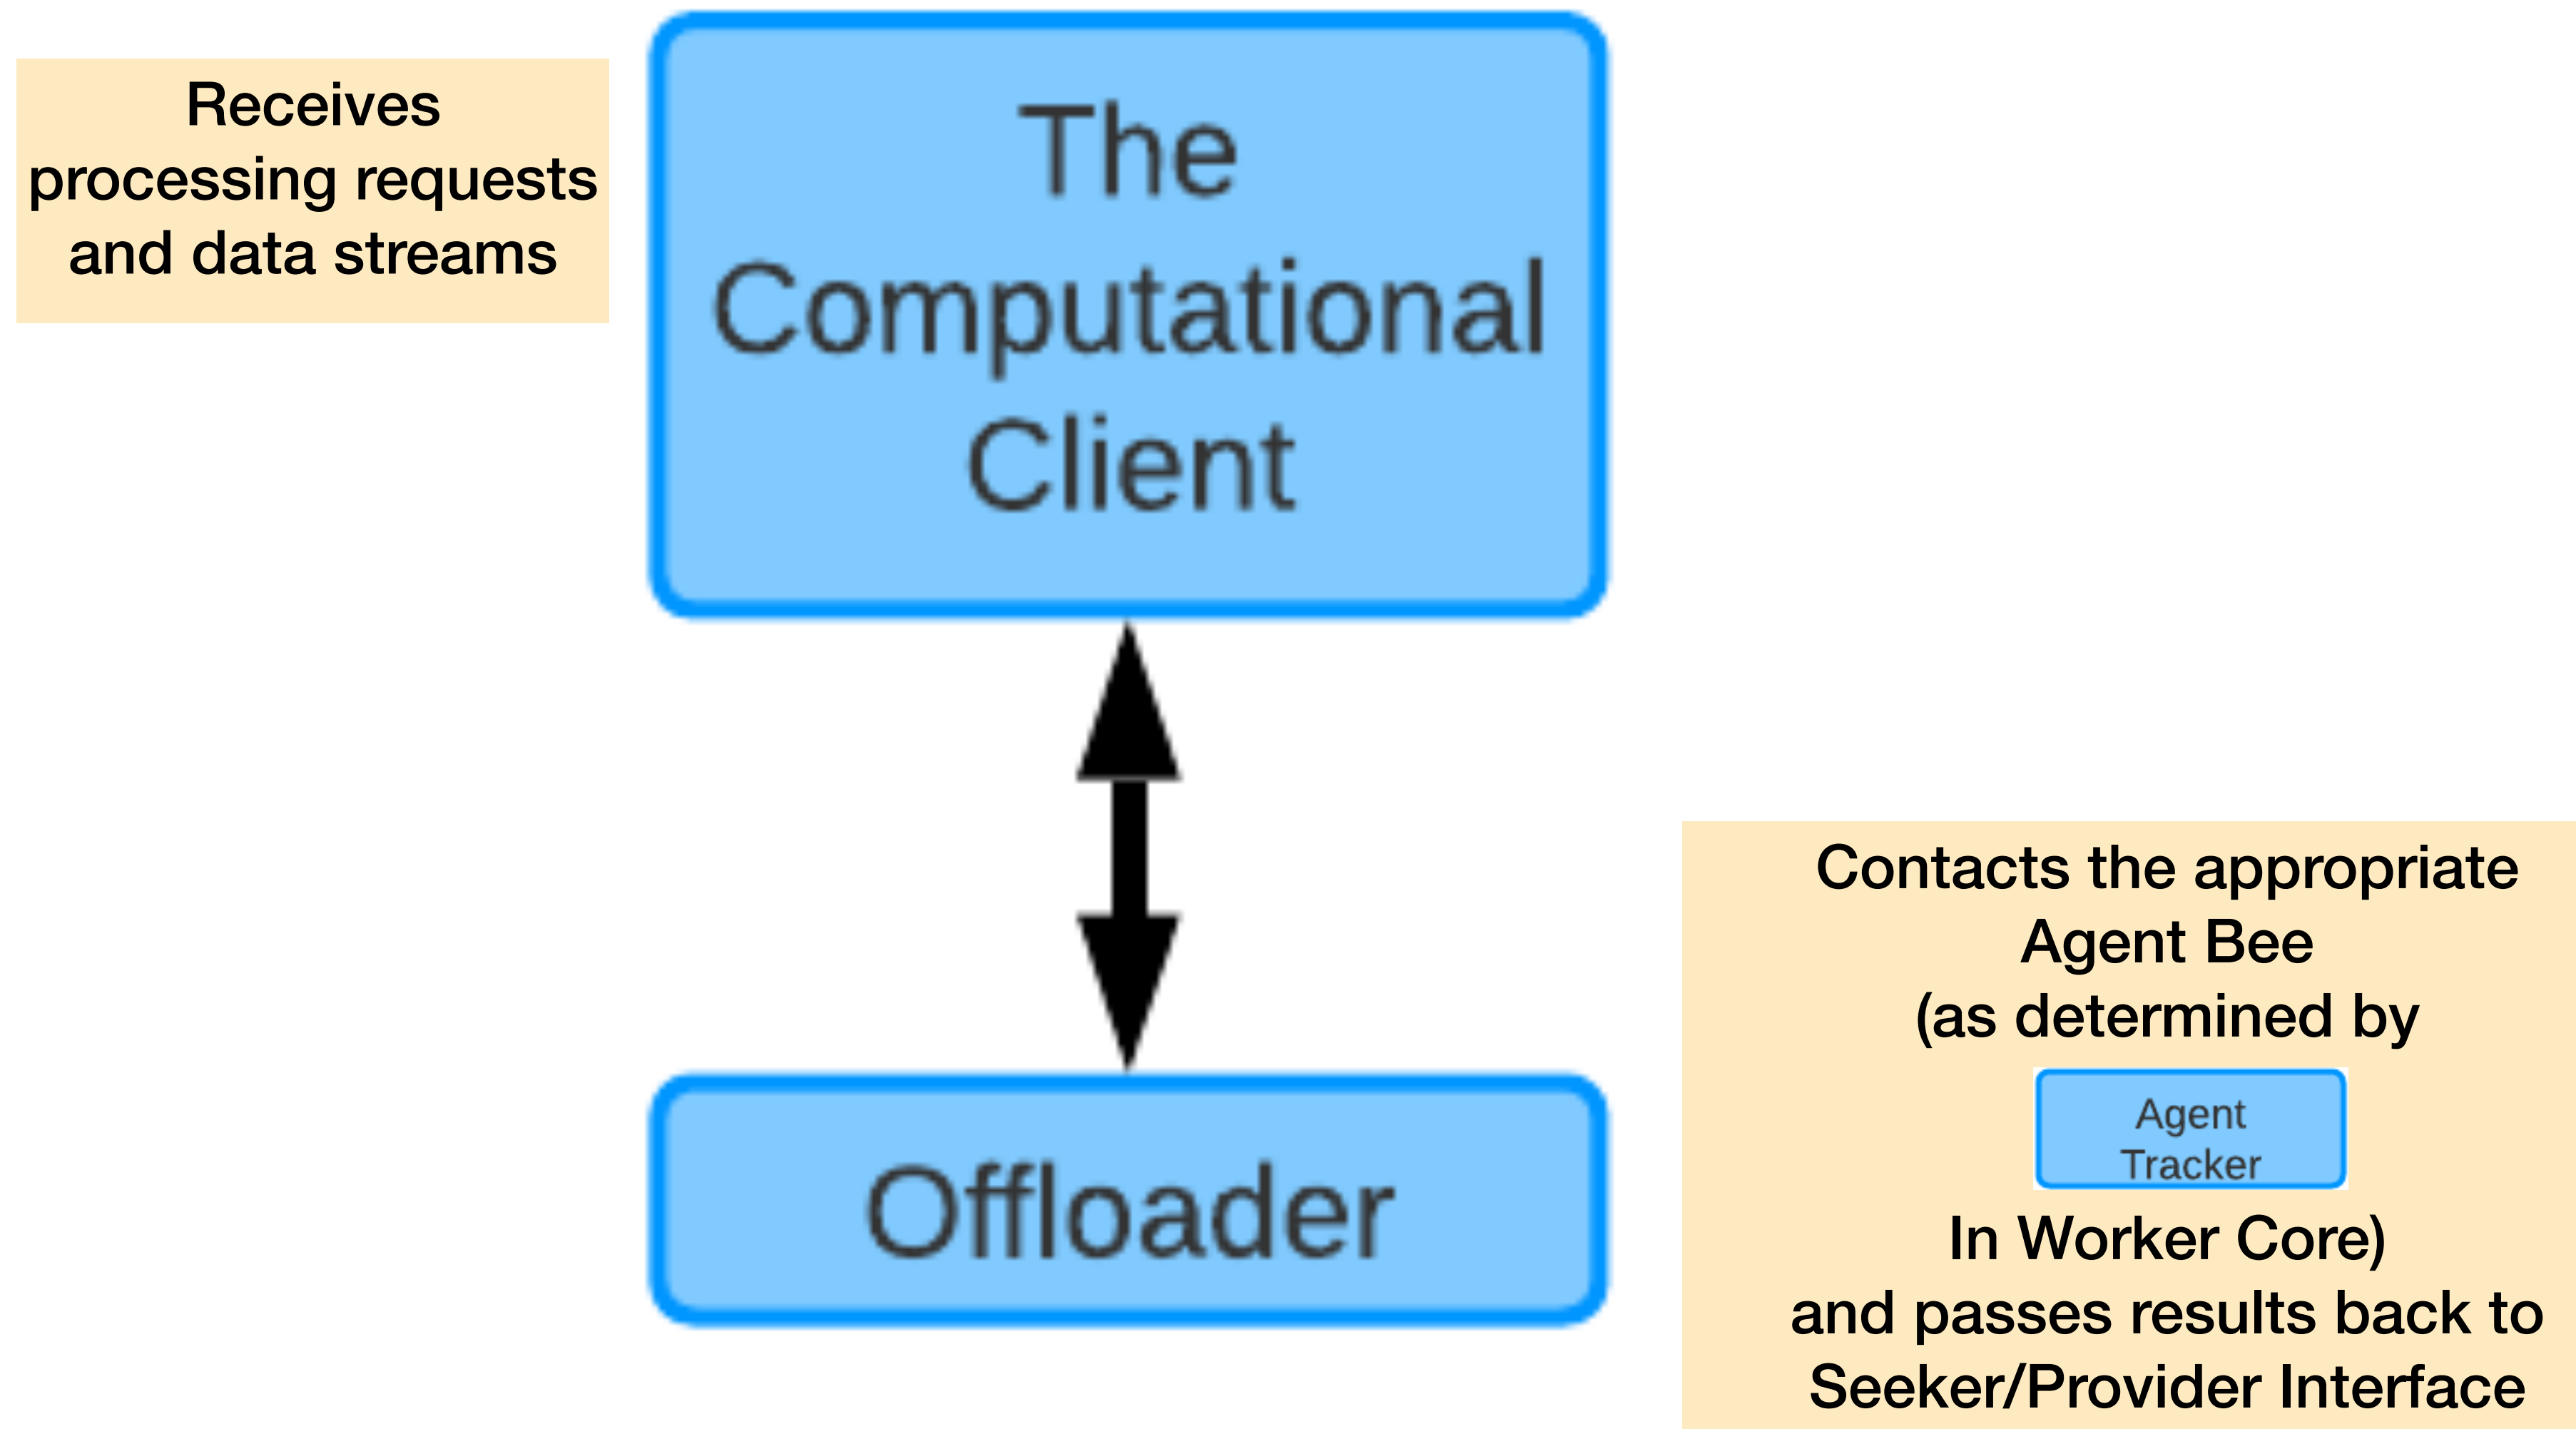 Receives
processing requests
and data streams
The
Computational
Client
Offloader
Contacts the appropriate
Agent Bee
(as determined by
Agent
Tracker
In Worker Core)
and passes results back to
Seeker/Provider Interface